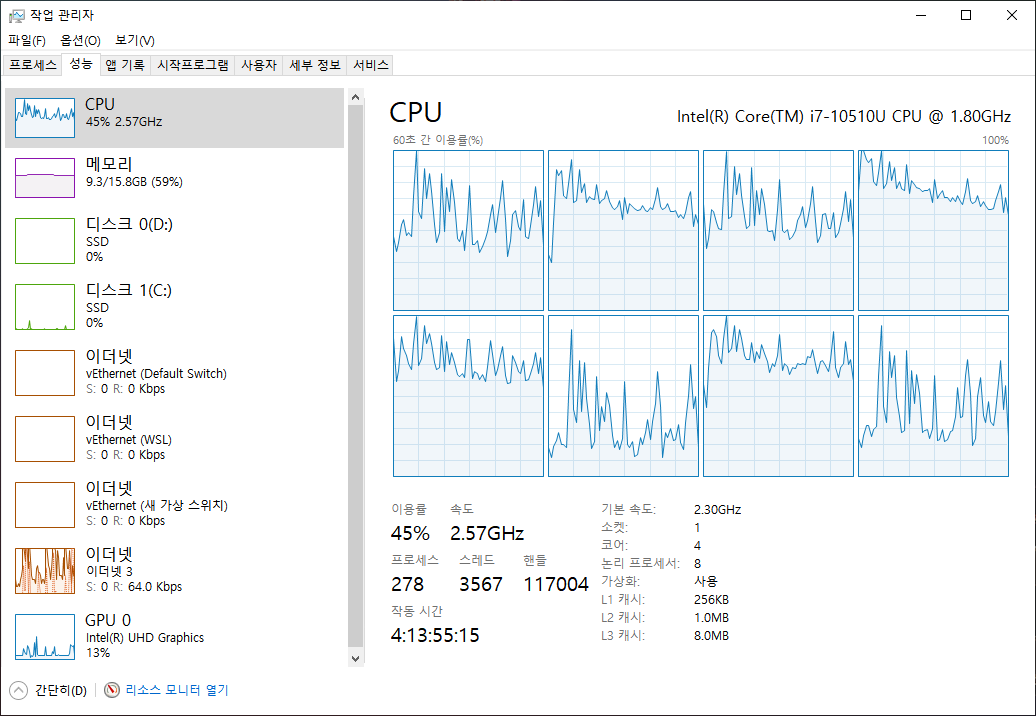 작업 관리자
파일(F) 옵션(O) 보기(V)
프로세스 성능 앱 기록 시작프로그램 사용자 세부 정보 서비스
CPU
45% 2.57GHz
메모리
9.3/15.8GB (59%)
디스크 0(D:)
SSD
0%
디스크 1(C:)
SSD
0%
이더넷
vEthernet (Default Switch)
S: 0 R: 0 Kbps
이더넷
vEthernet (WSL)
S: 0 R: 0 Kbps
이더넷
vEthernet (새 가상 스위치)
S: 0 R: 0 Kbps
이더넷
이더넷 3
S: 0 R: 64.0 Kbps
GPU 0
Intel(R) UHD Graphics
13%
CPU
Intel(R) Core(TM) i7-10510U CPU @ 1.80GHz
60초 간 이용률(%) 100%
이용률 속도
45% 2.57GHz
프로세스 스레드 핸들
278 3567 117004
작동 시간
4:13:55:15
기본 속도: 2.30GHz
소켓: 1
코어: 4
논리 프로세서: 8
가상화: 사용
L1 캐시: 256KB
L2 캐시: 1.0MB
L3 캐시: 8.0MB
간단히(D) 리소스 모니터 열기